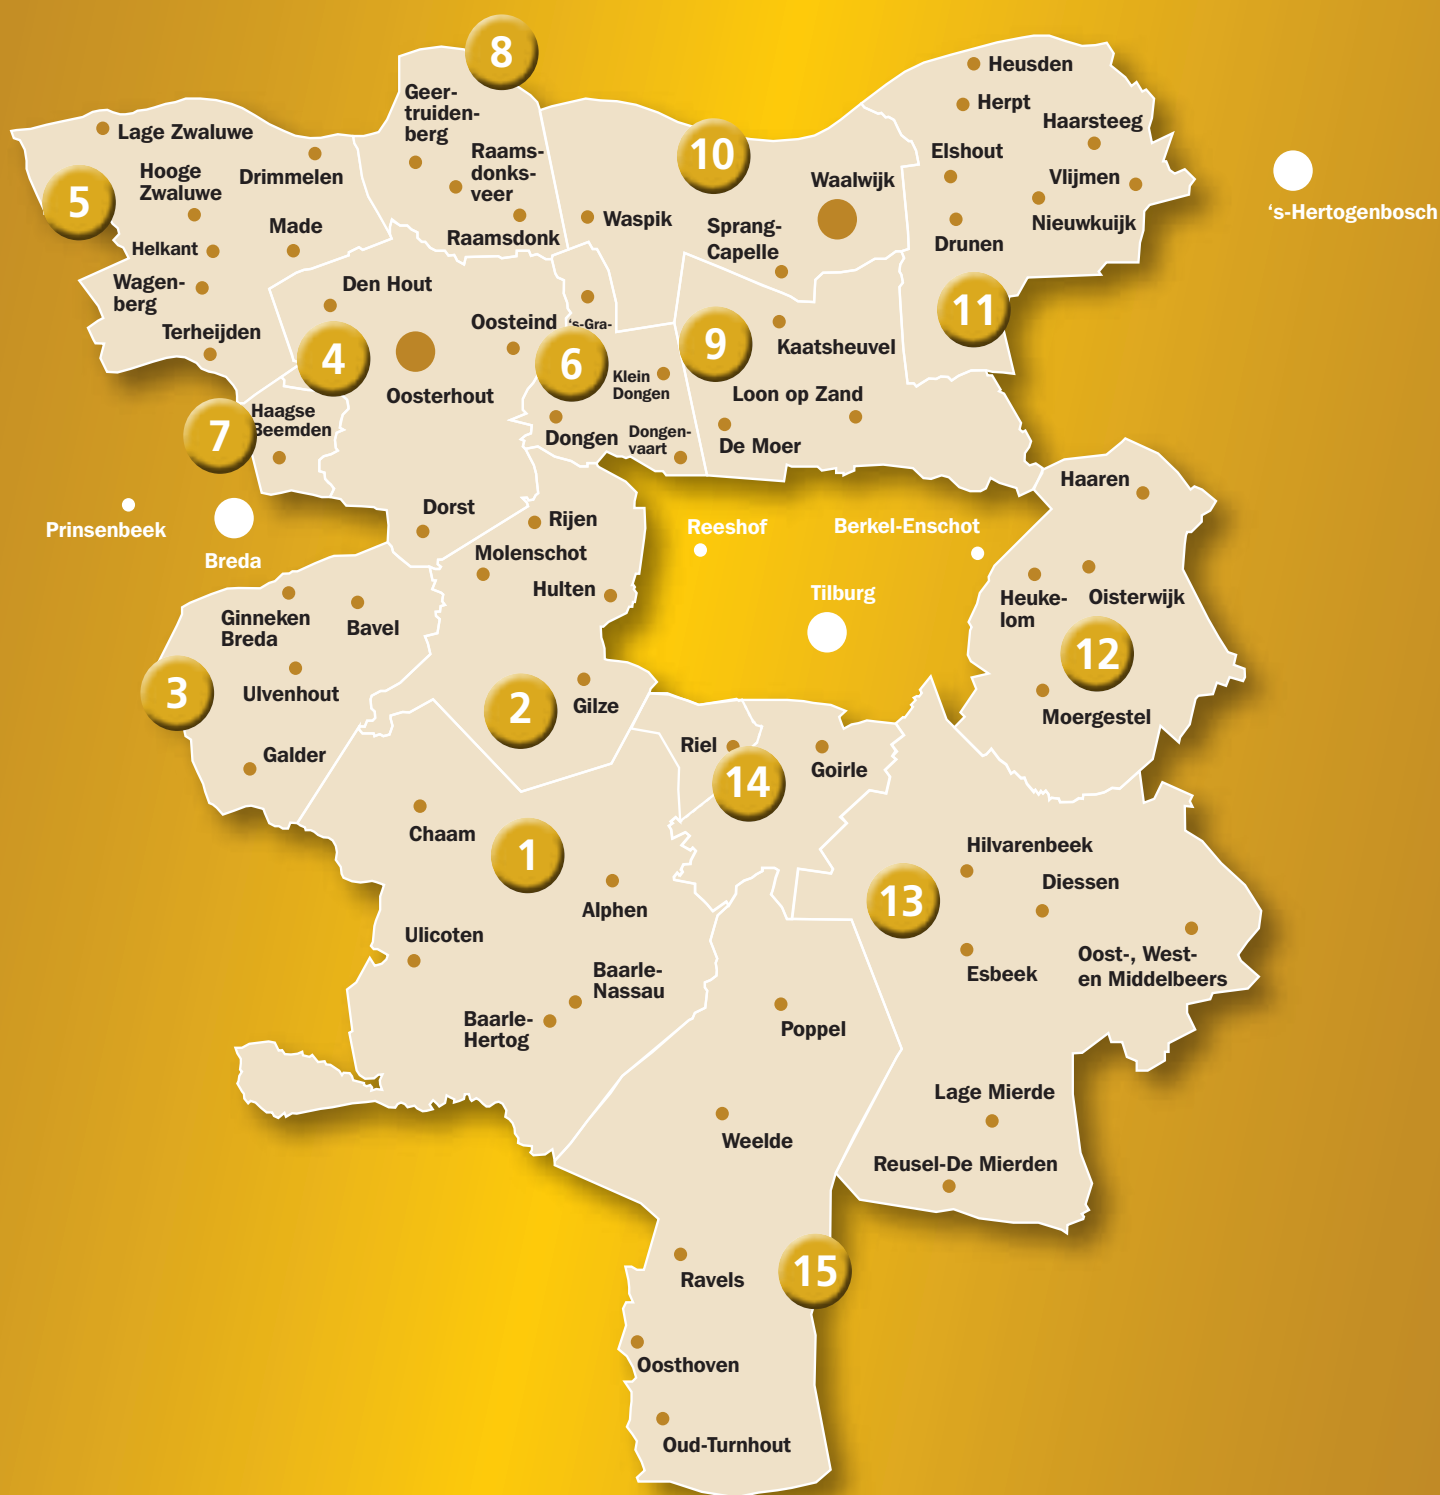 8
Heusden
Geer-
truiden-
berg
Herpt
Haarsteeg
Lage Zwaluwe
10
Elshout
Raams-
donks-
veer
Hooge
Zwaluwe
Drimmelen
Waalwijk
Vlijmen
5
's-Hertogenbosch
Made
Waspik
Sprang-
Capelle
Nieuwkuijk
Raamsdonk
Drunen
Helkant
Wagen-
berg
Den Hout
11
Terheijden
Oosteind
's-Gra-
4
6
9
Kaatsheuvel
Klein
Dongen
Oosterhout
Loon op Zand
Haagse
Beemden
7
Dongen
Dongen-
vaart
De Moer
Haaren
Dorst
Rijen
Prinsenbeek
Breda
Reeshof
Berkel-Enschot
Molenschot
Hulten
Tilburg
Heuke-
lom
Oisterwijk
Ginneken
Breda
Bavel
12
Ulvenhout
3
2
Gilze
Moergestel
Galder
Riel
14
Goirle
Chaam
1
Hilvarenbeek
Diessen
13
Alphen
Ulicoten
Esbeek
Oost-, West-
en Middelbeers
Baarle-
Nassau
Baarle-
Hertog
Poppel
Lage Mierde
Weelde
Reusel-De Mierden
Ravels
15
Oosthoven
Oud-Turnhout